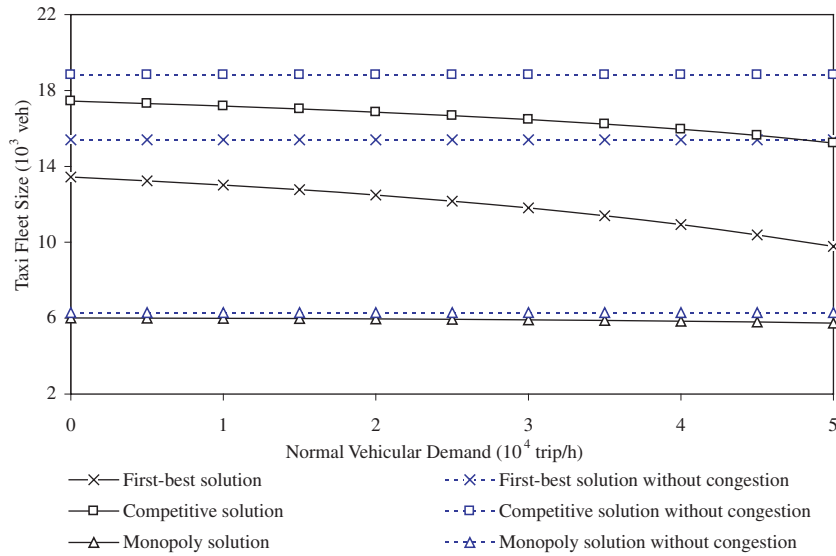 22
18
14
10
6
2
Taxi Fleet Size (10³ veh)
0 1 2 3 4 5
Normal Vehicular Demand (10⁴ trip/h)
First-best solution First-best solution without congestion
Competitive solution Competitive solution without congestion
Monopoly solution Monopoly solution without congestion